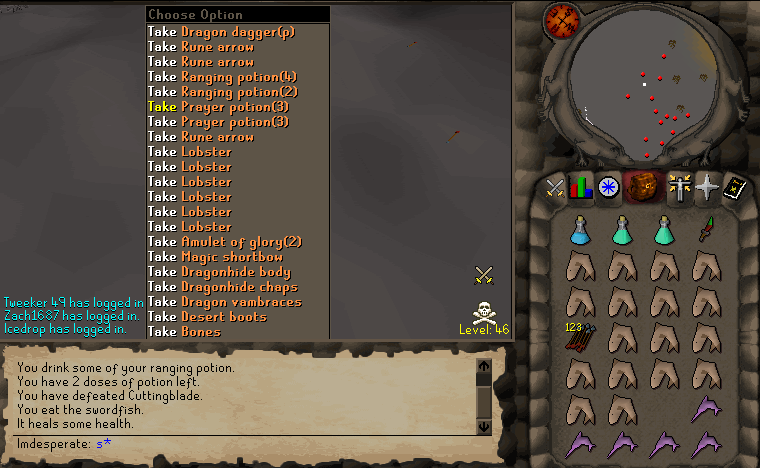 Choose Option
Take Dragon dagger(p)
Take Rune arrow
Take Rune arrow
Take Ranging potion(4)
Take Ranging potion(2)
Take Prayer potion(3)
Take Prayer potion(3)
Take Rune arrow
Take Lobster
Take Lobster
Take Lobster
Take Lobster
Take Lobster
Take Lobster
Take Amulet of glory(2)
Take Magic shortbow
Take Dragonhide body
Take Dragonhide chaps
Take Dragon vambraces
Take Desert boots
Take Bones
Tweeker 49 has logged in
Zach1687 has logged in.
Icedrop has logged in.
Level: 46
123
You drink some of your ranging potion.
You have 2 doses of potion left.
You have defeated Cuttingblade.
You eat the swordfish.
It heals some health.
Imdesperate: s*